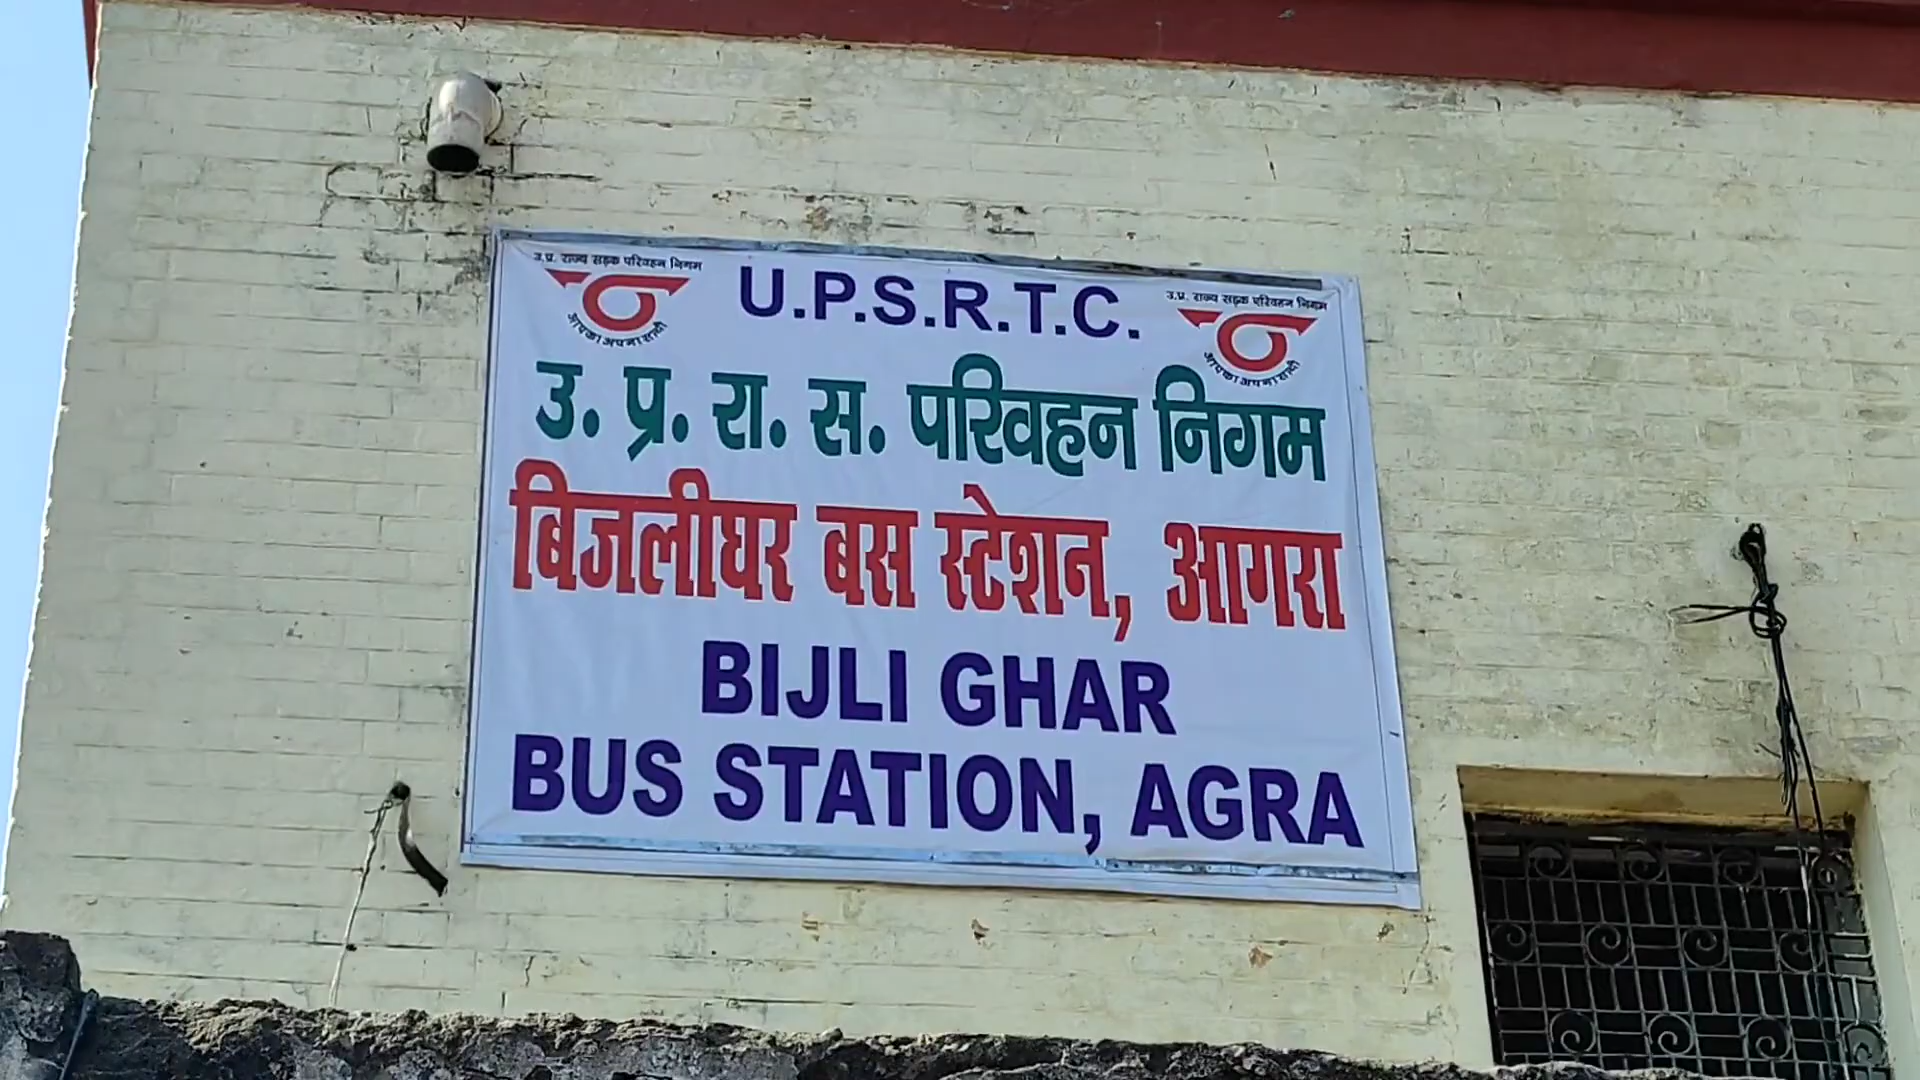 उ.प्र. राज्य सड़क परिवहन निगम
आपका अपना साथी
U.P.S.R.T.C.
उ.प्र. राज्य सड़क परिवहन निगम
आपका अपना साथी
उ. प्र. रा. स. परिवहन निगम
बिजलीघर बस स्टेशन, आगरा
BIJLI GHAR
BUS STATION, AGRA